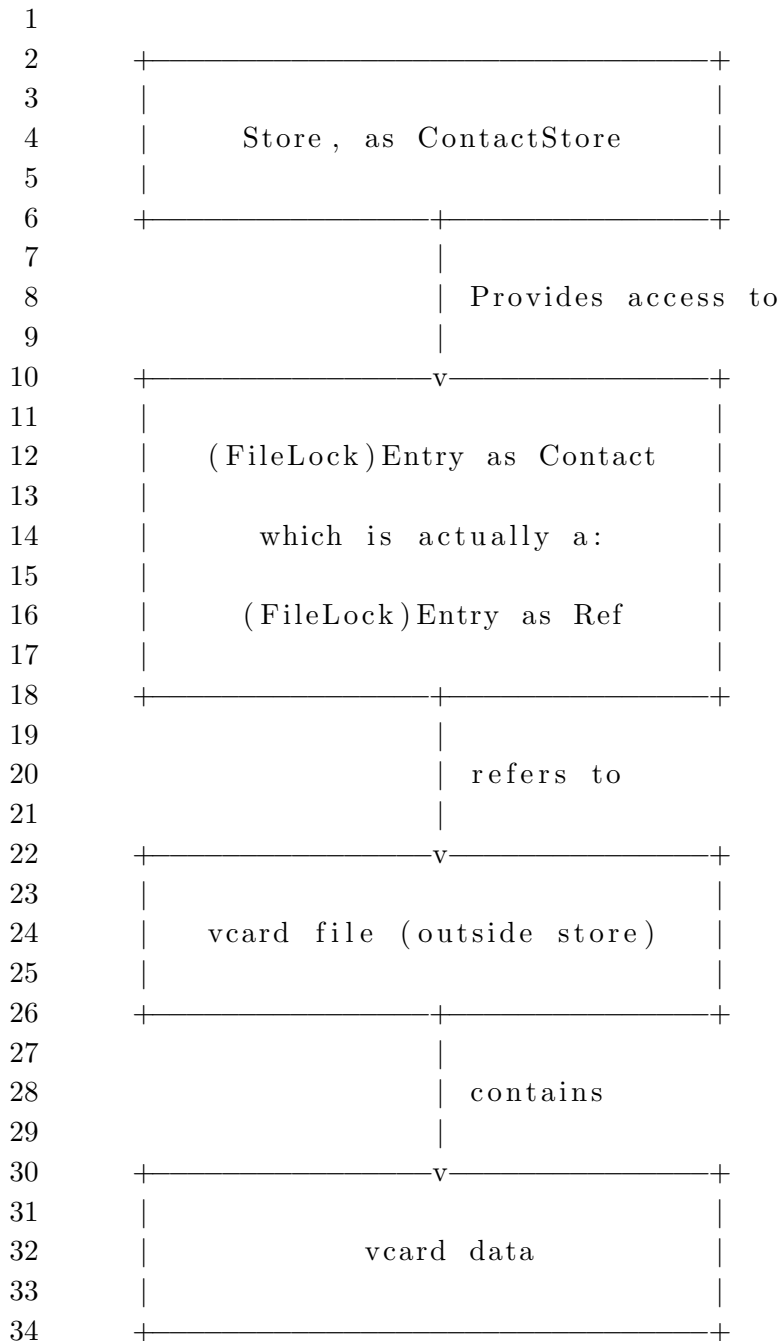 1
2 +-----------------------------+
3 | |
4 | Store, as ContactStore |
5 | |
6 +--------------+--------------+
7 |
8 | Provides access to
9 |
10 +--------------v--------------+
11 | |
12 | (FileLock)Entry as Contact |
13 | |
14 | which is actually a: |
15 | |
16 | (FileLock)Entry as Ref |
17 | |
18 +--------------+--------------+
19 |
20 | refers to
21 |
22 +--------------v--------------+
23 | |
24 | vcard file (outside store) |
25 | |
26 +--------------+--------------+
27 |
28 | contains
29 |
30 +--------------v--------------+
31 | |
32 | vcard data |
33 | |
34 +-----------------------------+